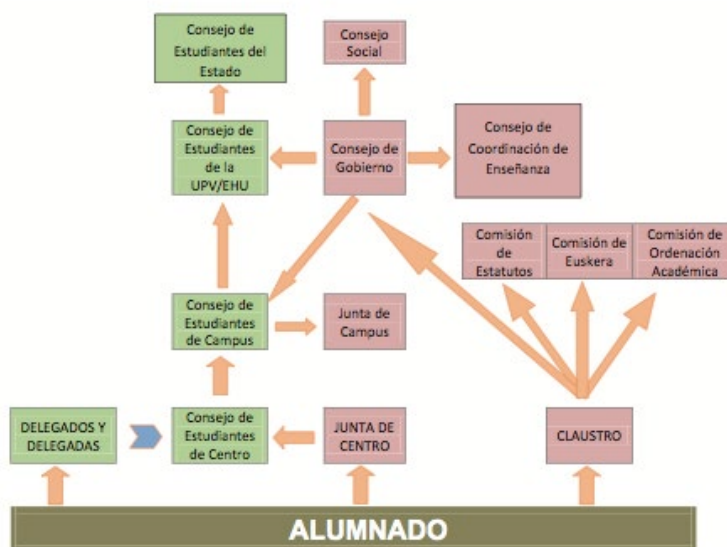 Consejo de
Estudiantes del
Estado
Consejo
Social
Consejo de
Estudiantes
de la
UPV/EHU
Consejo de
Gobierno
Consejo de
Coordinación de
Enseñanza
Comisión
de
Estatutos
Comisión de
Euskera
Comisión de
Ordenación
Académica
Consejo de
Estudiantes
de Campus
Junta de
Campus
DELEGADOS Y
DELEGADAS
Consejo de
Estudiantes
de Centro
JUNTA DE
CENTRO
CLAUSTRO
ALUMNADO